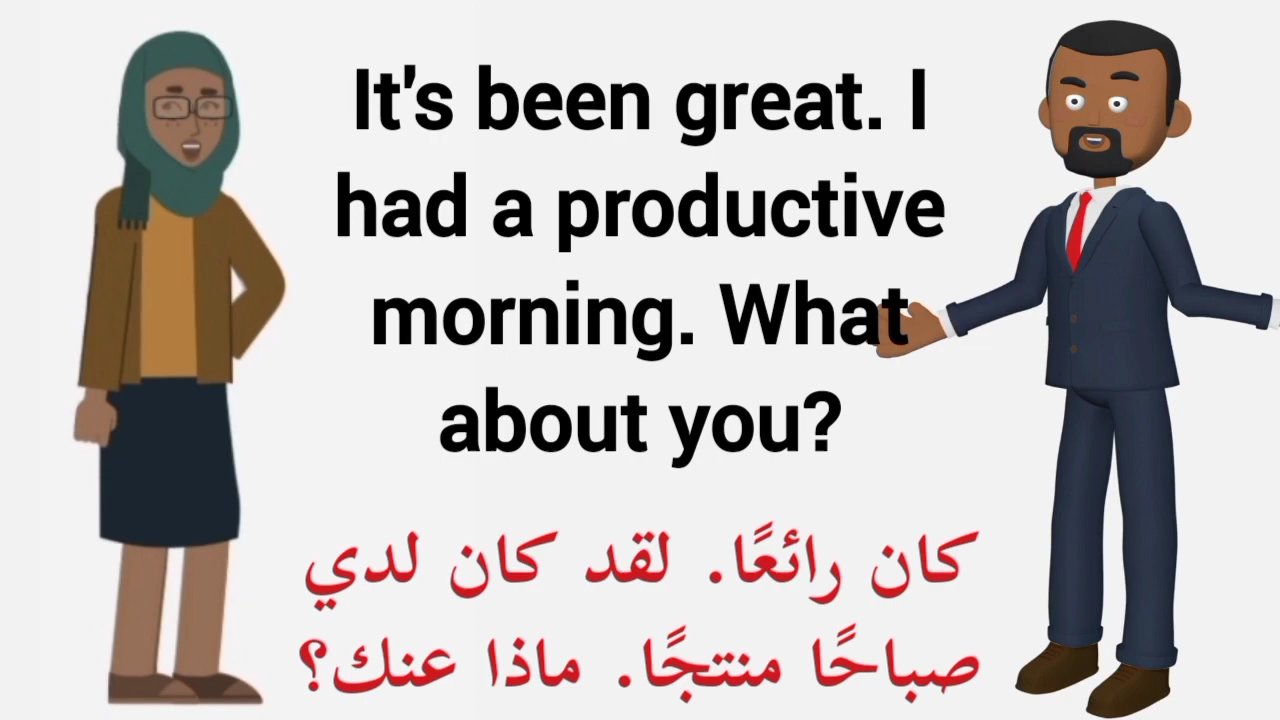 It's been great. I
had a productive
morning. What
about you?
كان رائعًا. لقد كان لدي
صباحًا منتجًا. ماذا عنك؟